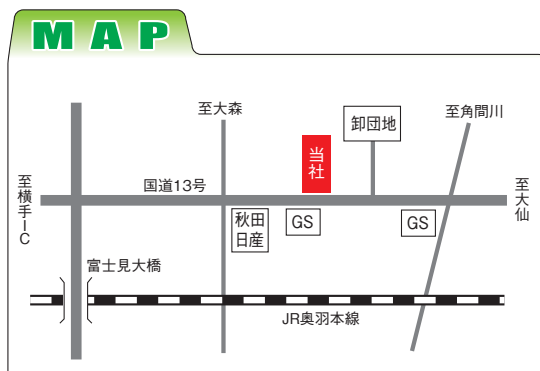 MAP
至大森
卸団地
至角間川
当社
国道13号
至横手IC
至大仙
秋田
日産
GS
GS
富士見大橋
JR奥羽本線